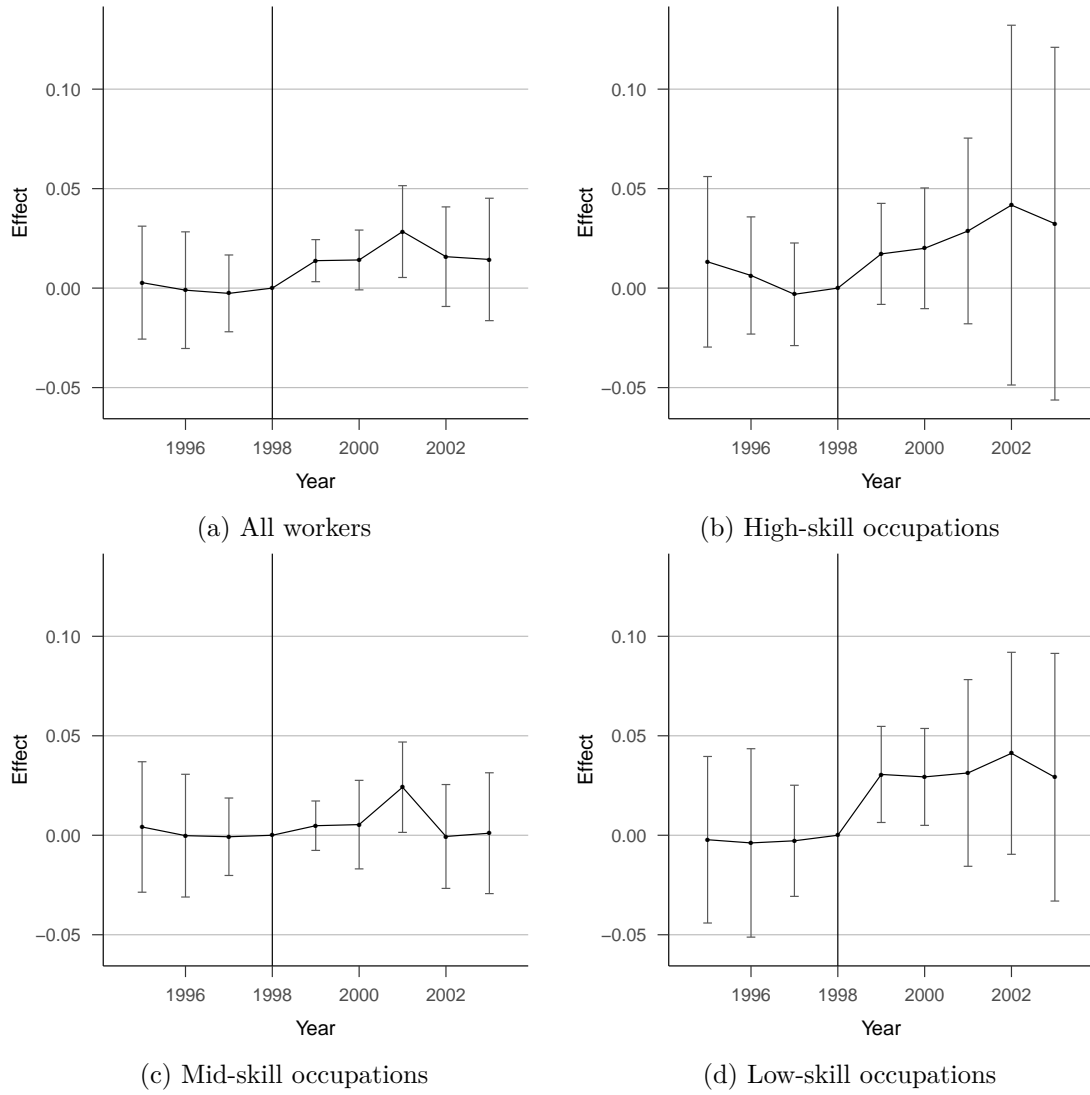 0.10
0.05
0.00
−0.05
Effect
1996 1998 2000 2002
Year
(a) All workers
0.10
0.05
0.00
−0.05
Effect
1996 1998 2000 2002
Year
(b) High-skill occupations
0.10
0.05
0.00
−0.05
Effect
1996 1998 2000 2002
Year
(c) Mid-skill occupations
0.10
0.05
0.00
−0.05
Effect
1996 1998 2000 2002
Year
(d) Low-skill occupations